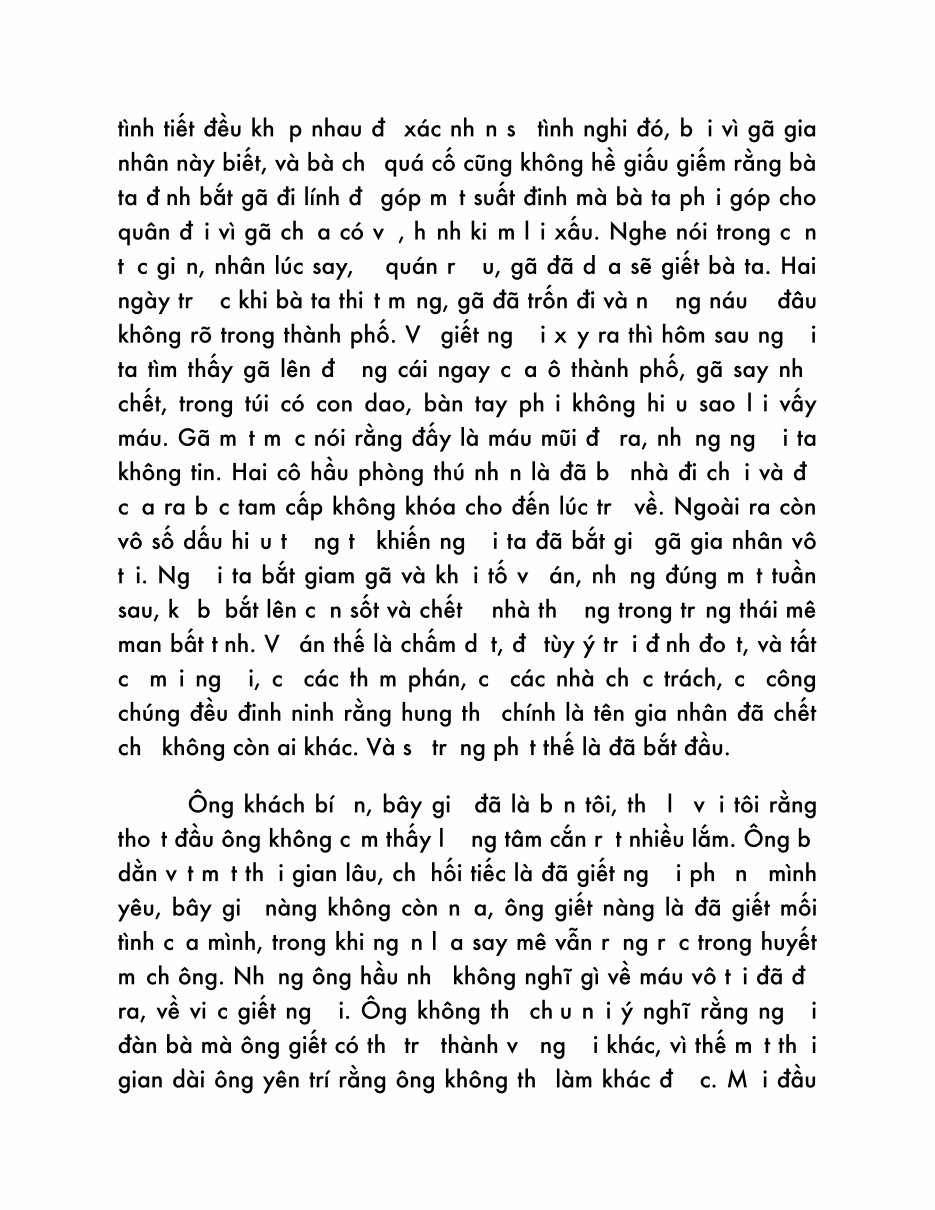 tình tiết đều kh p nhau đ xác nh n s tình nghi đó, b i vì gã gia
nhân này biết, và bà ch quá cố cũng không hề giấu giếm rằng bà
ta đ nh bắt gã đi lính đ góp m t suất đinh mà bà ta ph i góp cho
quân đ i vì gã ch a có v , h nh ki m l i xấu. Nghe nói trong c n
t c gi n, nhân lúc say, quán r u, gã đã d a sẽ giết bà ta. Hai
ngày tr c khi bà ta thi t m ng, gã đã trốn đi và n ng náu đâu
không rõ trong thành phố. V giết ng i x y ra thì hôm sau ng i
ta tìm thấy gã lên đ ng cái ngay c a ô thành phố, gã say nh
chết, trong túi có con dao, bàn tay ph i không hi u sao l i vấy
máu. Gã m t m c nói rằng đấy là máu mũi đ ra, nh ng ng i ta
không tin. Hai cô hầu phòng thú nh n là đã b nhà đi ch i và đ
c a ra b c tam cấp không khóa cho đến lúc tr về. Ngoài ra còn
vô số dấu hi u t ng t khiến ng i ta đã bắt gi gã gia nhân vô
t i. Ng i ta bắt giam gã và kh i tố v án, nh ng đúng m t tuần
sau, k b bắt lên c n sốt và chết nhà th ng trong tr ng thái mê
man bất t nh. V án thế là chấm d t, đ tùy ý tr i đ nh đo t, và tất
c m i ng i, c các th m phán, c các nhà ch c trách, c công
chúng đều đinh ninh rằng hung th chính là tên gia nhân đã chết
ch không còn ai khác. Và s tr ng ph t thế là đã bắt đầu.
Ông khách bí n, bây gi đã là b n tôi, th l v i tôi rằng
tho t đầu ông không c m thấy l ng tâm cắn r t nhiều lắm. Ông b
dằn v t m t th i gian lâu, ch hối tiếc là đã giết ng i ph n mình
yêu, bây gi nàng không còn n a, ông giết nàng là đã giết mối
tình c a mình, trong khi ng n l a say mê vẫn r ng r c trong huyết
m ch ông. Nh ng ông hầu nh không nghĩ gì về máu vô t i đã đ
ra, về vi c giết ng i. Ông không th ch u n i ý nghĩ rằng ng i
đàn bà mà ông giết có th tr thành v ng i khác, vì thế m t th i
gian dài ông yên trí rằng ông không th làm khác đ c. M i đầu